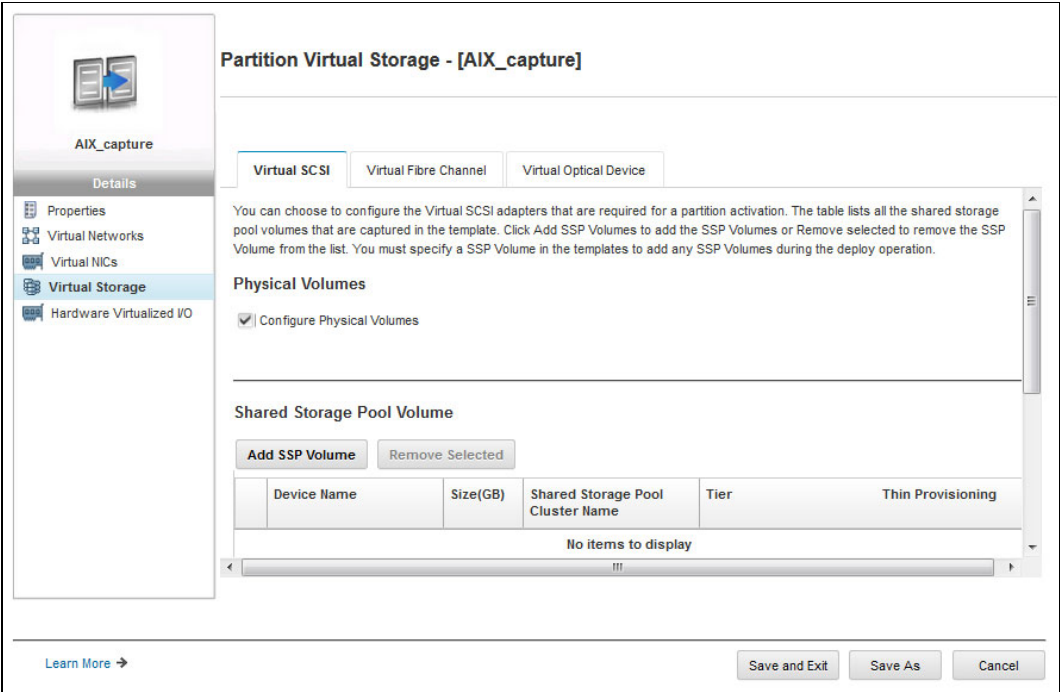 Partition Virtual Storage - [AIX_capture]
AIX_capture
Details
Properties
Virtual Networks
Virtual NICs
Virtual Storage
Hardware Virtualized I/O
Virtual SCSI
Virtual Fibre Channel
Virtual Optical Device
You can choose to configure the Virtual SCSI adapters that are required for a partition activation. The table lists all the shared storage
pool volumes that are captured in the template. Click Add SSP Volumes to add the SSP Volumes or Remove selected to remove the SSP
Volume from the list. You must specify a SSP Volume in the templates to add any SSP Volumes during the deploy operation.
Physical Volumes
Configure Physical Volumes
Shared Storage Pool Volume
Add SSP Volume
Remove Selected
Device Name
Size(GB)
Shared Storage Pool
Cluster Name
Tier
Thin Provisioning
No items to display
Learn More
Save and Exit
Save As
Cancel